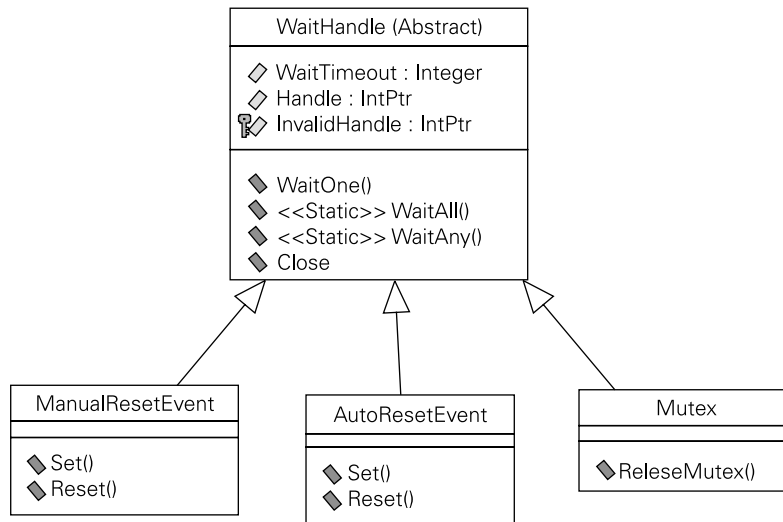 WaitHandle (Abstract)
WaitTimeout : Integer
Handle : IntPtr
InvalidHandle : IntPtr
WaitOne()
<<Static>> WaitAll()
<<Static>> WaitAny()
Close
ManualResetEvent
Set()
Reset()
AutoResetEvent
Set()
Reset()
Mutex
ReleseMutex()